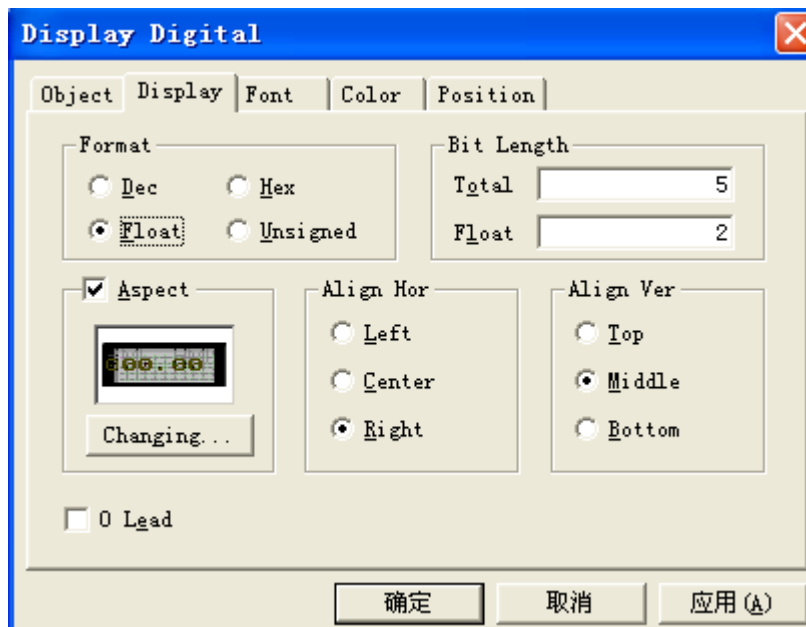 Display Digital
Object Display Font Color Position
Format
Dec Hex
Float Unsigned
Bit Length
Total 5
Float 2
Aspect
00.00
Changing...
Align Hor
Left
Center
Right
Align Ver
Top
Middle
Bottom
0 Lead
确定 取消 应用(A)